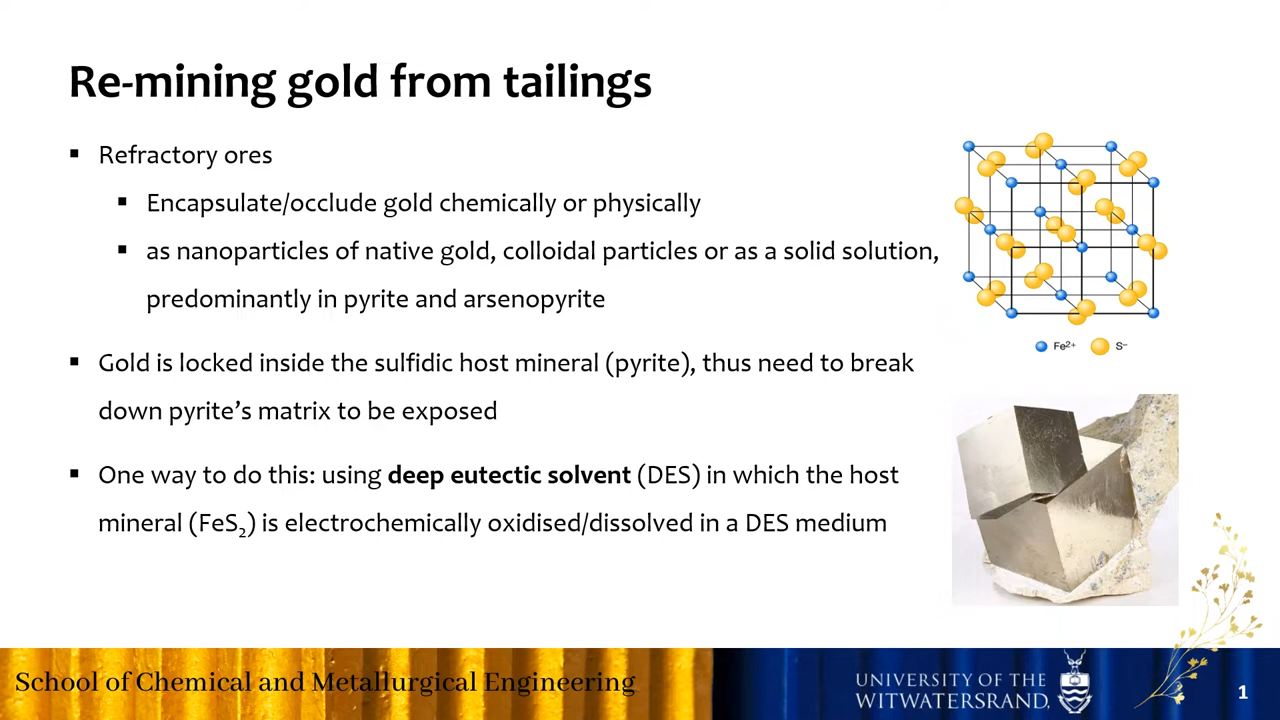 Re-mining gold from tailings
▪ Refractory ores
▪ Encapsulate/occlude gold chemically or physically
▪ as nanoparticles of native gold, colloidal particles or as a solid solution,
predominantly in pyrite and arsenopyrite
▪ Gold is locked inside the sulfidic host mineral (pyrite), thus need to break
down pyrite’s matrix to be exposed
▪ One way to do this: using deep eutectic solvent (DES) in which the host
mineral (FeS₂) is electrochemically oxidised/dissolved in a DES medium
Fe²⁺ S⁻
School of Chemical and Metallurgical Engineering
UNIVERSITY OF THE
WITWATERSRAND,
1